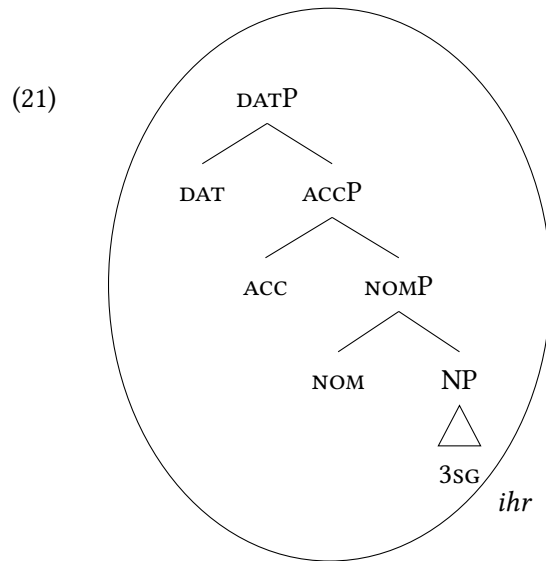 (21)
DATP
DAT ACCP
ACC NOMP
NOM NP
3SG
ihr